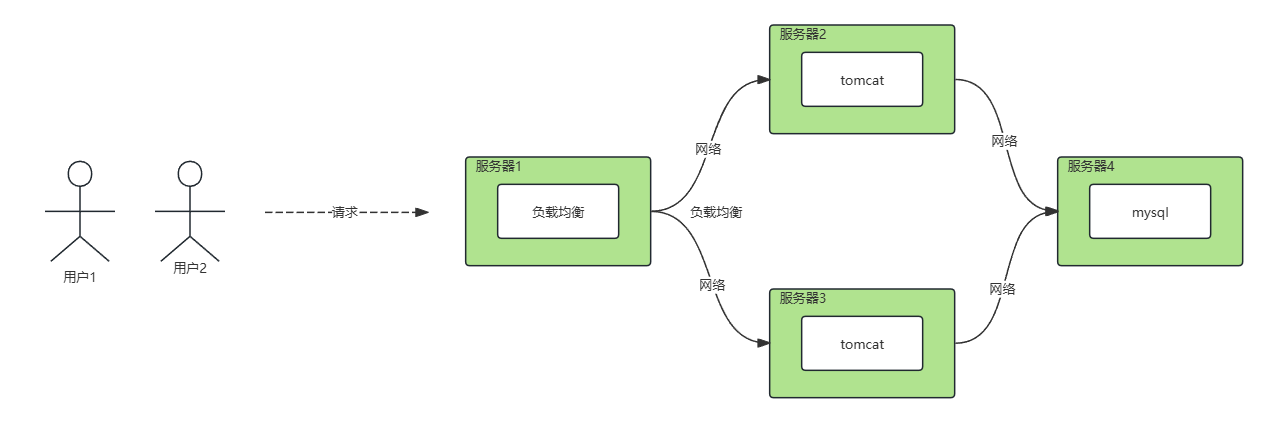 用户1
用户2
请求
服务器1
负载均衡
网络
负载均衡
网络
服务器2
tomcat
服务器3
tomcat
网络
网络
服务器4
mysql